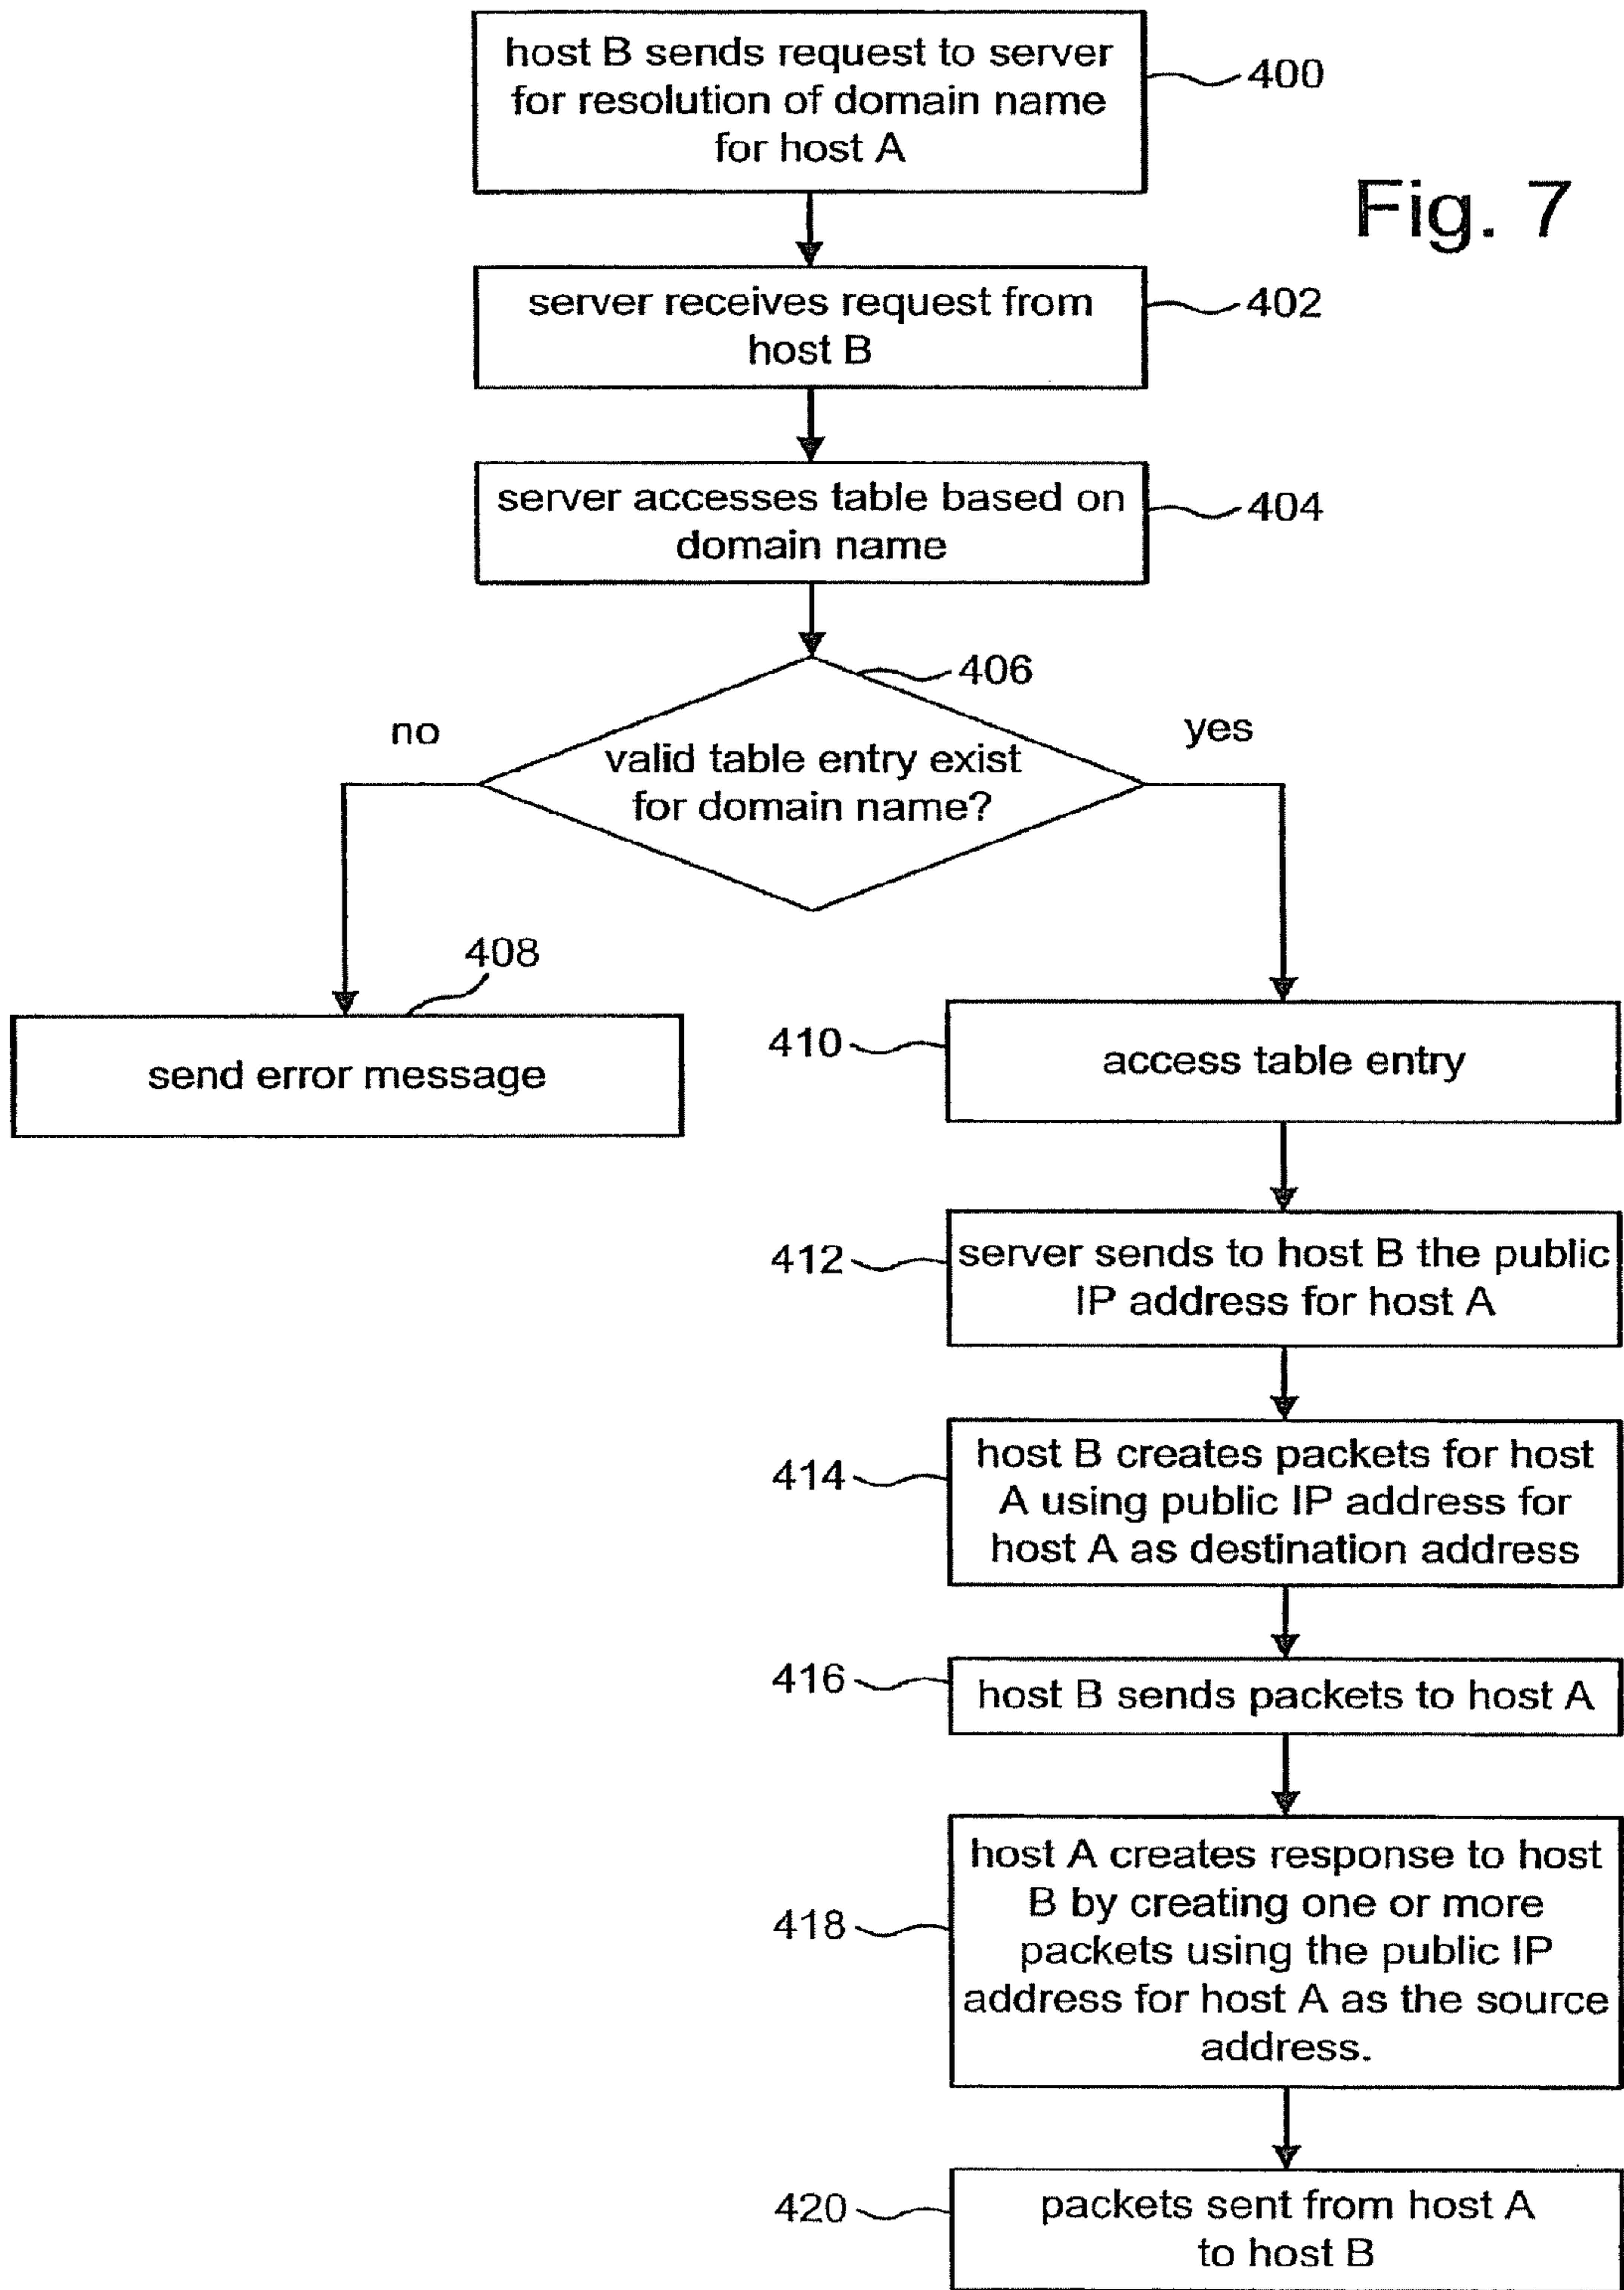 host B sends request to server
for resolution of domain name
for host A
400
Fig. 7
server receives request from
host B
402
server accesses table based on
domain name
404
406
no
yes
valid table entry exist
for domain name?
408
send error message
410
access table entry
412
server sends to host B the public
IP address for host A
414
host B creates packets for host
A using public IP address for
host A as destination address
416
host B sends packets to host A
418
host A creates response to host
B by creating one or more
packets using the public IP
address for host A as the source
address.
420
packets sent from host A
to host B